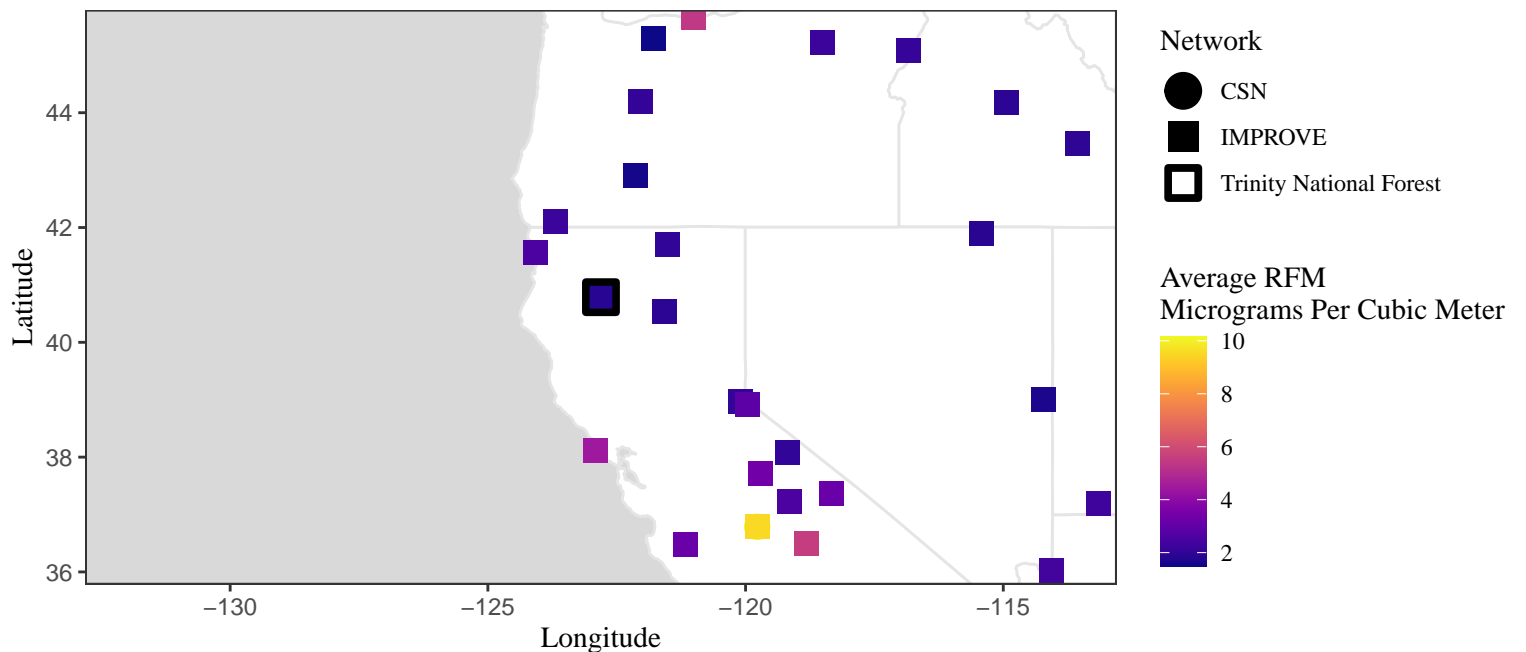 44
42
40
38
36
Latitude
−130
−125
−120
−115
Longitude
Network
CSN
IMPROVE
Trinity National Forest
Average RFM
Micrograms Per Cubic Meter
10
8
6
4
2